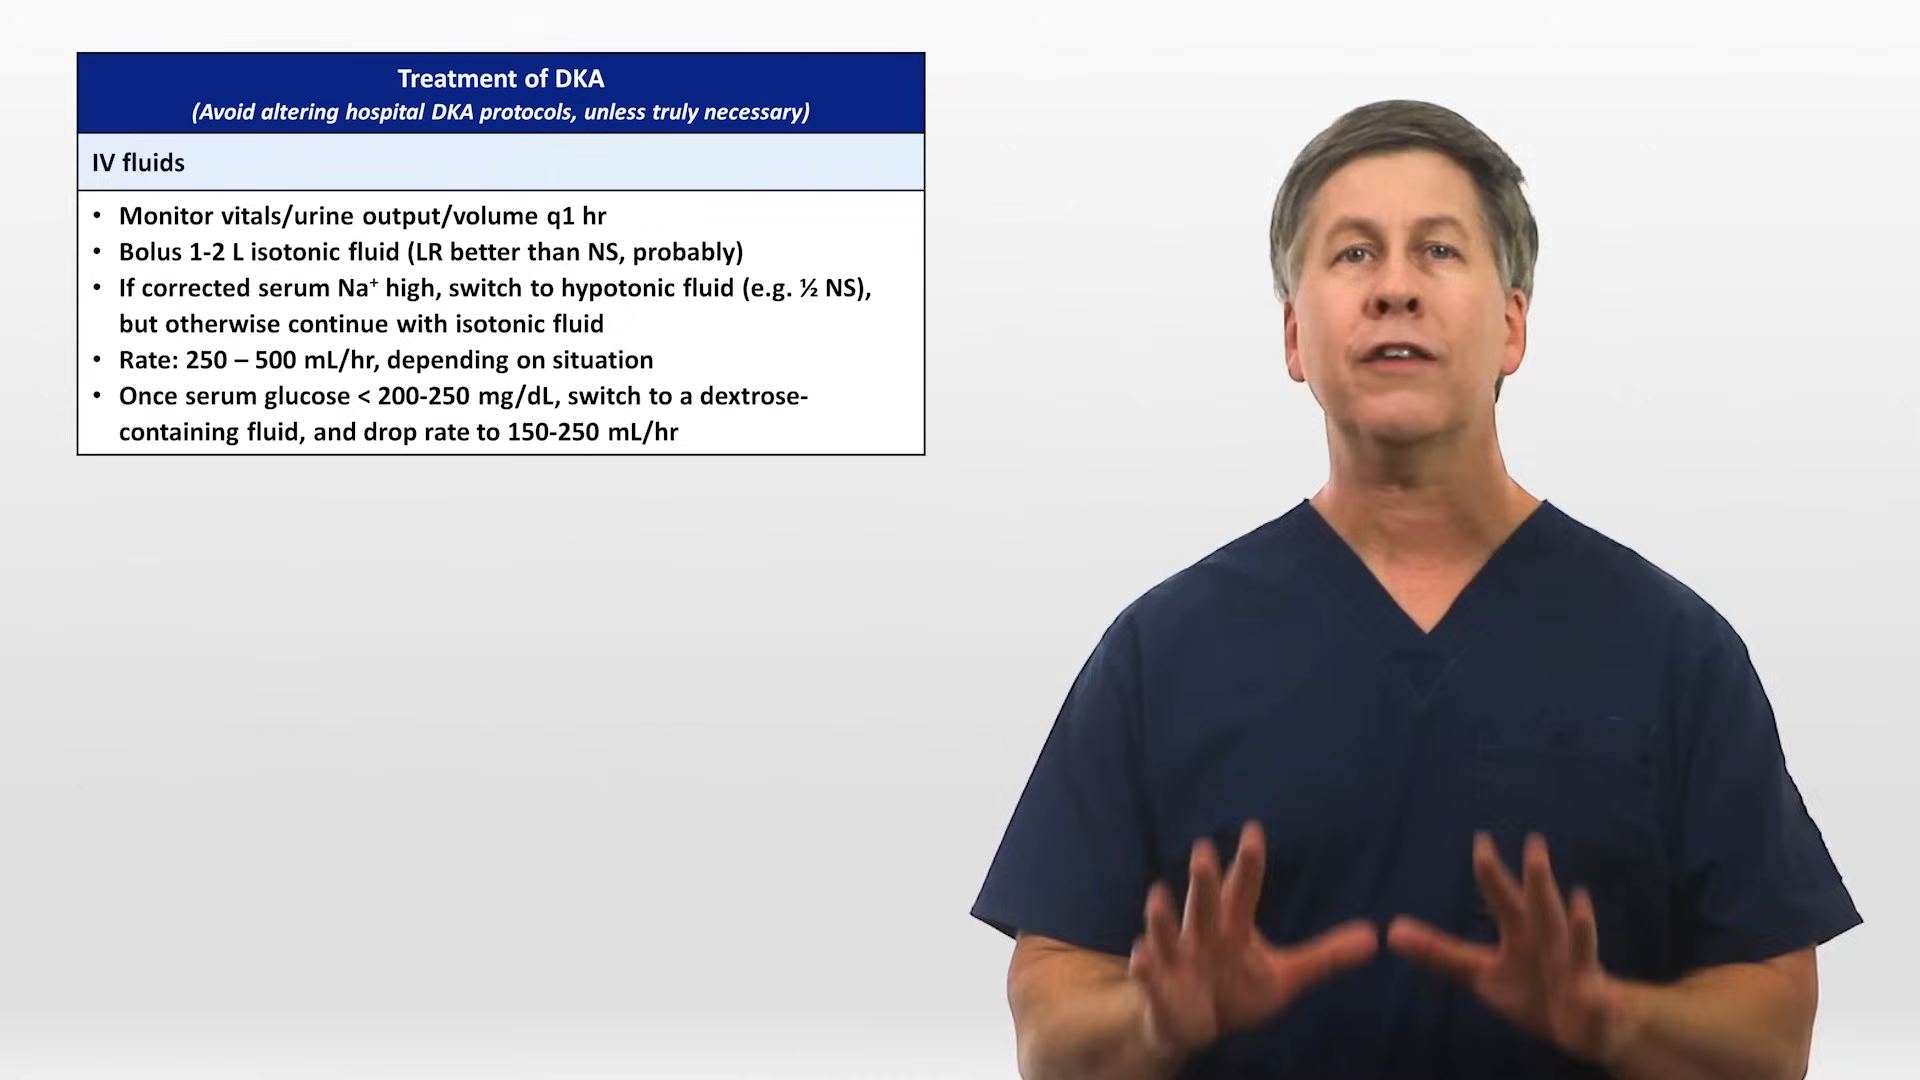 Treatment of DKA
(Avoid altering hospital DKA protocols, unless truly necessary)
IV fluids
• Monitor vitals/urine output/volume q1 hr
• Bolus 1-2 L isotonic fluid (LR better than NS, probably)
• If corrected serum Na⁺ high, switch to hypotonic fluid (e.g. ½ NS),
but otherwise continue with isotonic fluid
• Rate: 250 – 500 mL/hr, depending on situation
• Once serum glucose < 200-250 mg/dL, switch to a dextrose-
containing fluid, and drop rate to 150-250 mL/hr